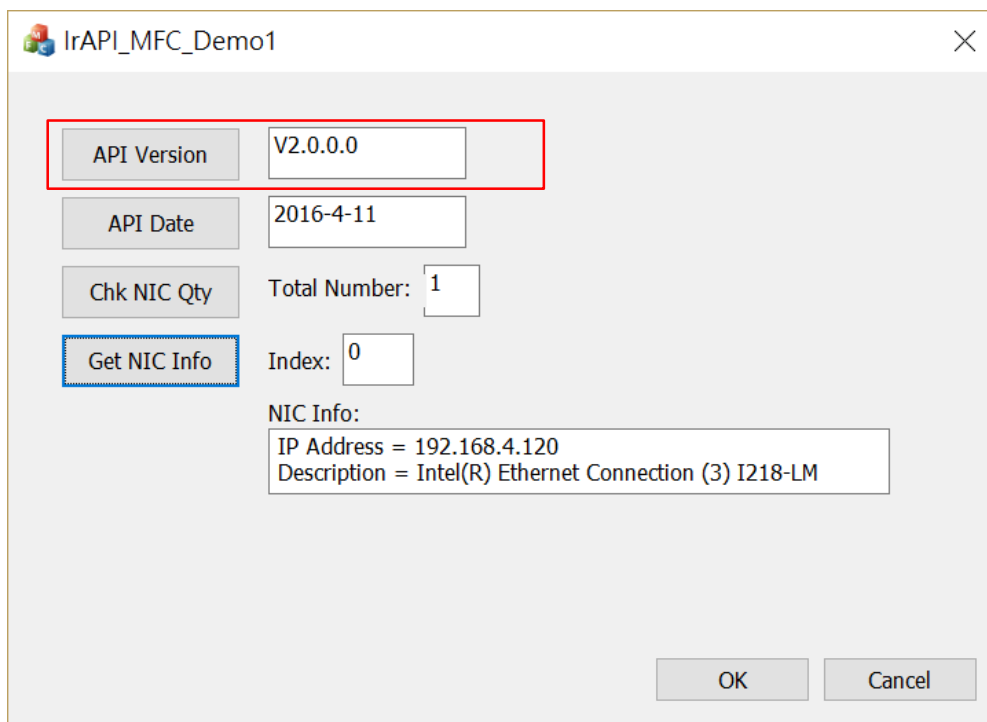 IrAPI_MFC_Demo1
API Version V2.0.0.0
API Date 2016-4-11
Chk NIC Qty Total Number: 1
Get NIC Info Index: 0
NIC Info:
IP Address = 192.168.4.120
Description = Intel(R) Ethernet Connection (3) I218-LM
OK Cancel